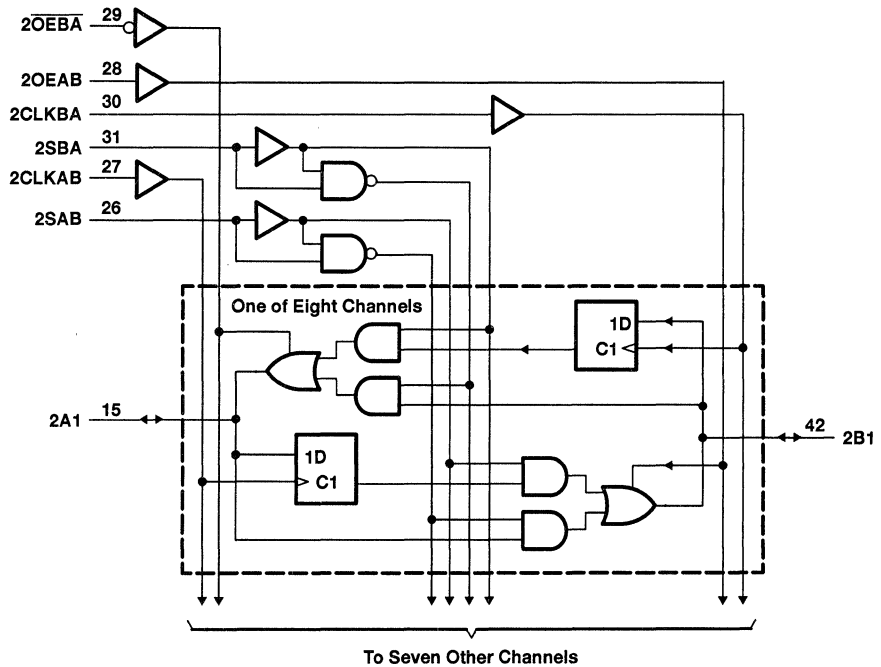 2OEBA 29
2OEAB 28
2CLKBA 30
2SBA 31
2CLKAB 27
2SAB 26
One of Eight Channels
1D
C1
2A1 15
42 2B1
1D
C1
To Seven Other Channels